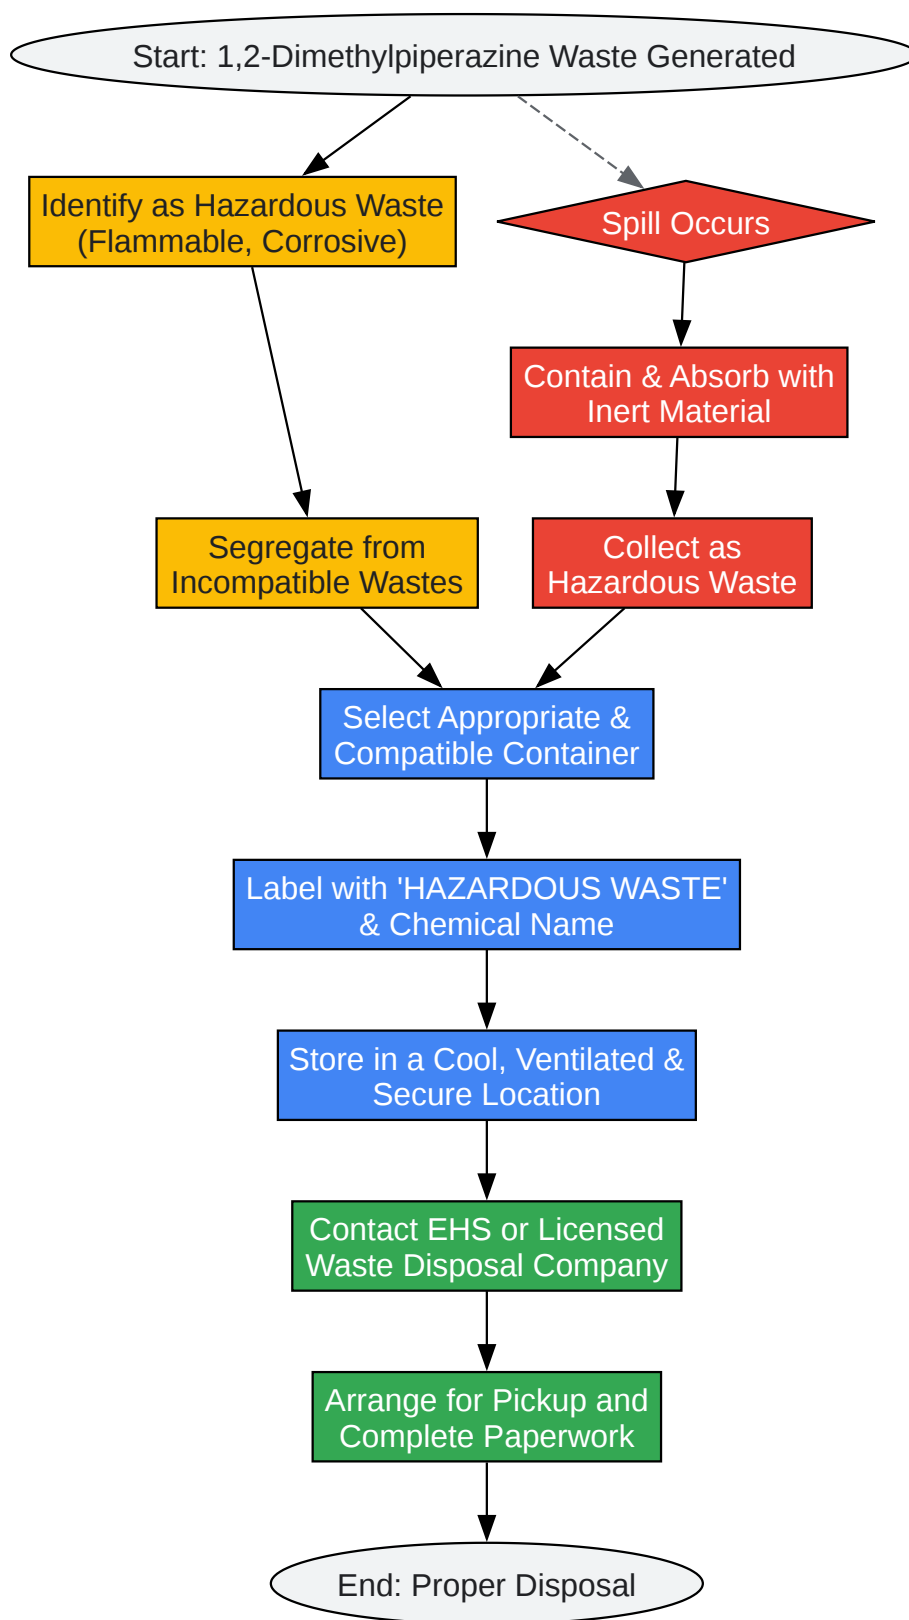 Start: 1,2-Dimethylpiperazine Waste Generated
Identify as Hazardous Waste
(Flammable, Corrosive)
Spill Occurs
Contain & Absorb with
Inert Material
Segregate from
Incompatible Wastes
Collect as
Hazardous Waste
Select Appropriate &
Compatible Container
Label with 'HAZARDOUS WASTE'
& Chemical Name
Store in a Cool, Ventilated &
Secure Location
Contact EHS or Licensed
Waste Disposal Company
Arrange for Pickup and
Complete Paperwork
End: Proper Disposal